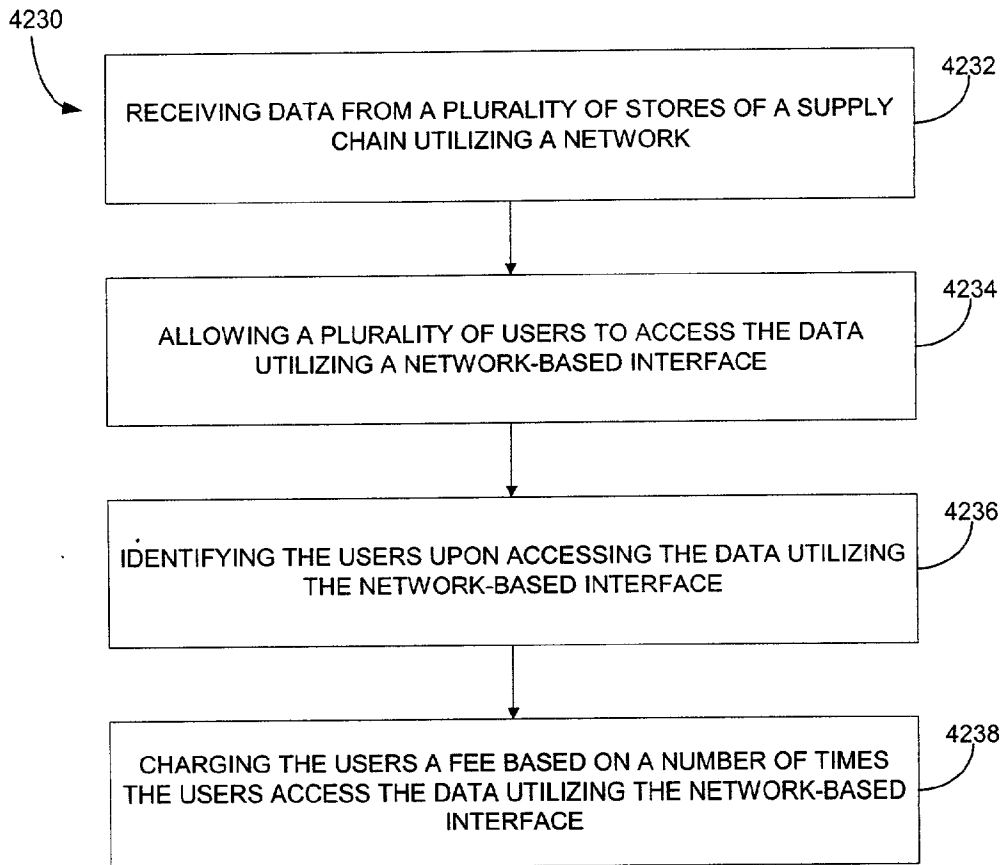 4230
4232
RECEIVING DATA FROM A PLURALITY OF STORES OF A SUPPLY
CHAIN UTILIZING A NETWORK
4234
ALLOWING A PLURALITY OF USERS TO ACCESS THE DATA
UTILIZING A NETWORK-BASED INTERFACE
4236
IDENTIFYING THE USERS UPON ACCESSING THE DATA UTILIZING
THE NETWORK-BASED INTERFACE
4238
CHARGING THE USERS A FEE BASED ON A NUMBER OF TIMES
THE USERS ACCESS THE DATA UTILIZING THE NETWORK-BASED
INTERFACE